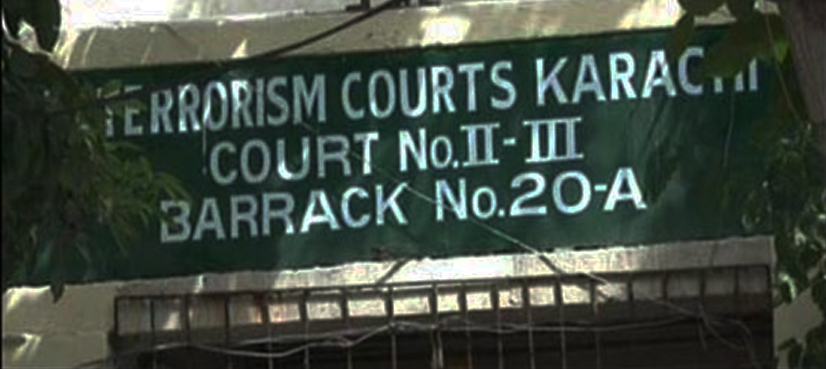 TERRORISM COURTS KARACHI
COURT No.II-III
BARRACK No.20-A